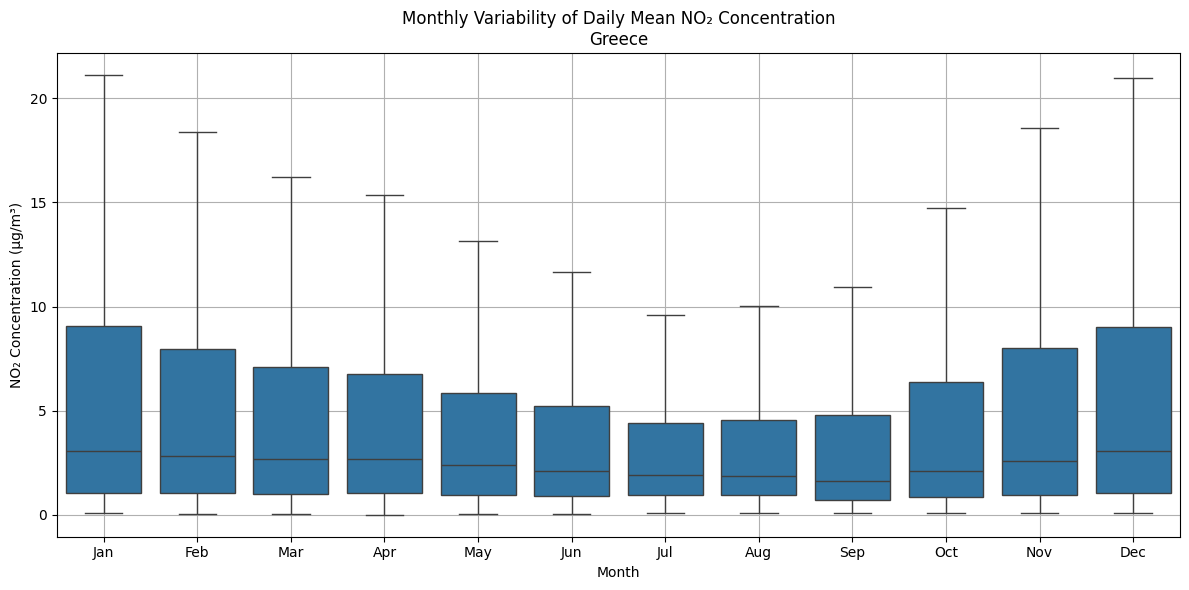 Monthly Variability of Daily Mean NO₂ Concentration
Greece
NO₂ Concentration (μg/m³)
20
15
10
5
0
Jan Feb Mar Apr May Jun Jul Aug Sep Oct Nov Dec
Month